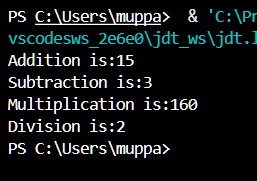 PS C:\Users\muppa>  & 'C:\Pr
vscodesws_2e6e0\jdt_ws\jdt.l
Addition is:15
Subtraction is:3
Multiplication is:160
Division is:2
PS C:\Users\muppa>